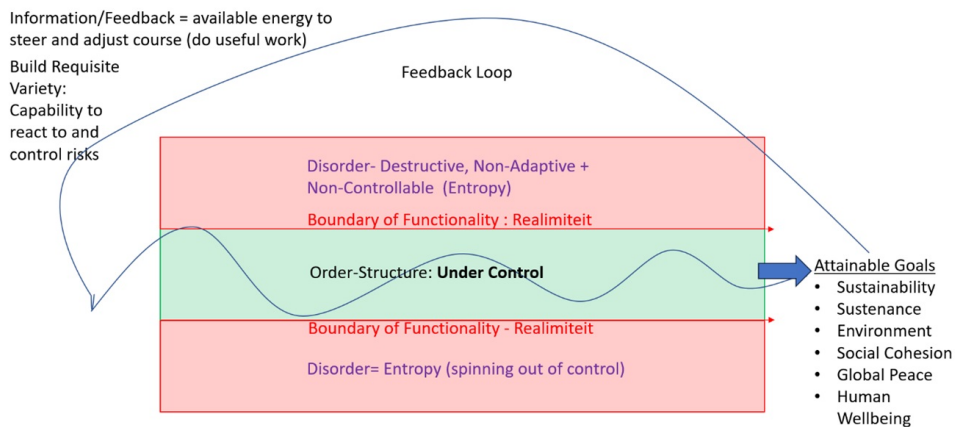 Information/Feedback = available energy to
steer and adjust course (do useful work)
Build Requisite
Variety:
Capability to
react to and
control risks
Feedback Loop
Disorder- Destructive, Non-Adaptive +
Non-Controllable (Entropy)
Boundary of Functionality : Realimiteit
Order-Structure: Under Control
Boundary of Functionality - Realimiteit
Disorder= Entropy (spinning out of control)
Attainable Goals
• Sustainability
• Sustenance
• Environment
• Social Cohesion
• Global Peace
• Human
Wellbeing